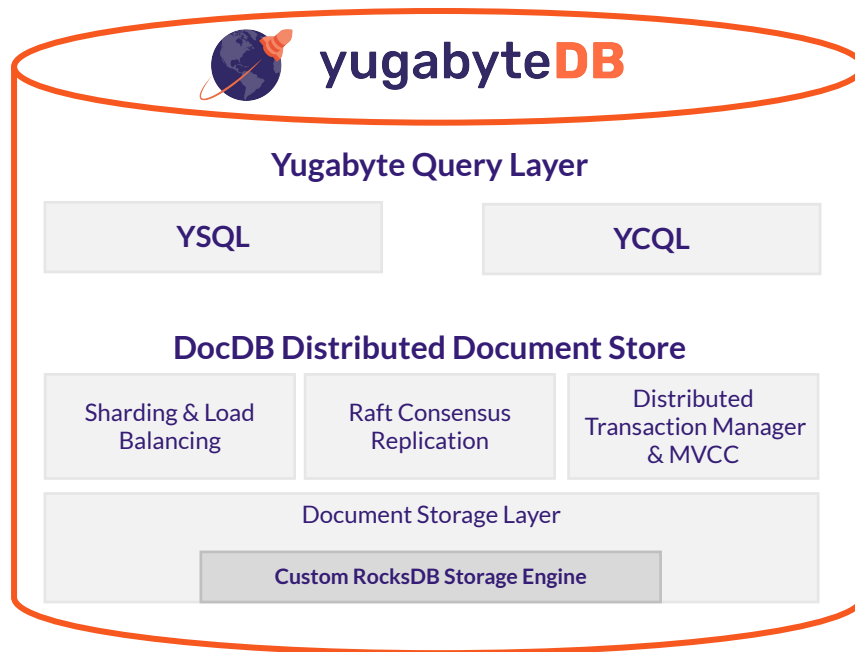 yugabyteDB
Yugabyte Query Layer
YSQL
YCQL
DocDB Distributed Document Store
Sharding & Load
Balancing
Raft Consensus
Replication
Distributed
Transaction Manager
& MVCC
Document Storage Layer
Custom RocksDB Storage Engine